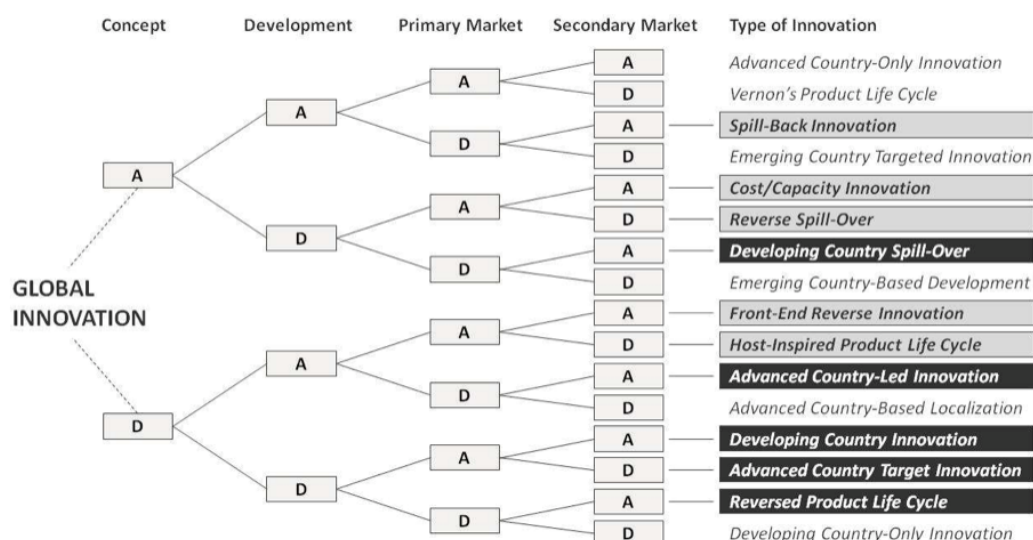 Concept Development Primary Market Secondary Market Type of Innovation
A Advanced Country-Only Innovation
A
D Vernon's Product Life Cycle
A
A Spill-Back Innovation
D
D Emerging Country Targeted Innovation
A
A Cost/Capacity Innovation
A
D Reverse Spill-Over
D
A Developing Country Spill-Over
D
D Emerging Country-Based Development
GLOBAL
INNOVATION
A Front-End Reverse Innovation
A
D Host-Inspired Product Life Cycle
A
A Advanced Country-Led Innovation
D
D Advanced Country-Based Localization
D
A Developing Country Innovation
A
D Advanced Country Target Innovation
D
A Reversed Product Life Cycle
D
D Developing Country-Only Innovation